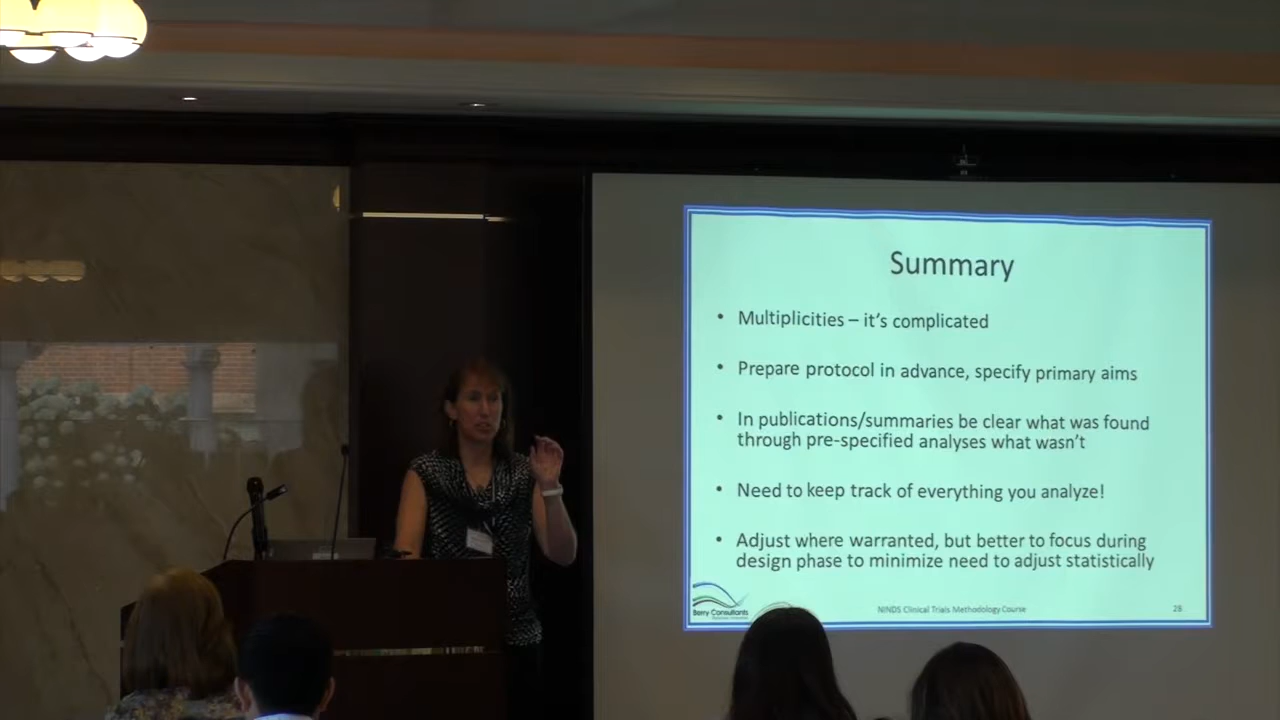 Summary
• Multiplicities – it's complicated
• Prepare protocol in advance, specify primary aims
• In publications/summaries be clear what was found
through pre-specified analyses what wasn't
• Need to keep track of everything you analyze!
• Adjust where warranted, but better to focus during
design phase to minimize need to adjust statistically
Berry Consultants
NINDS Clinical Trials Methodology Course
28